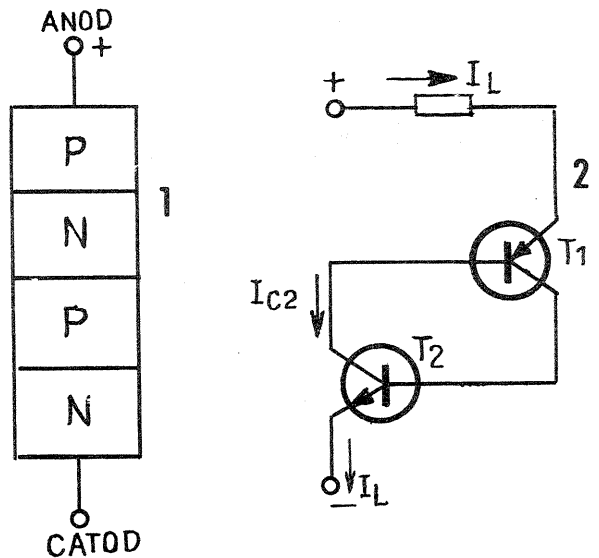 ANOD
+
P
N
P
N
CATOD
1
+
I_L
2
T1
I_C2
T2
I_L
−